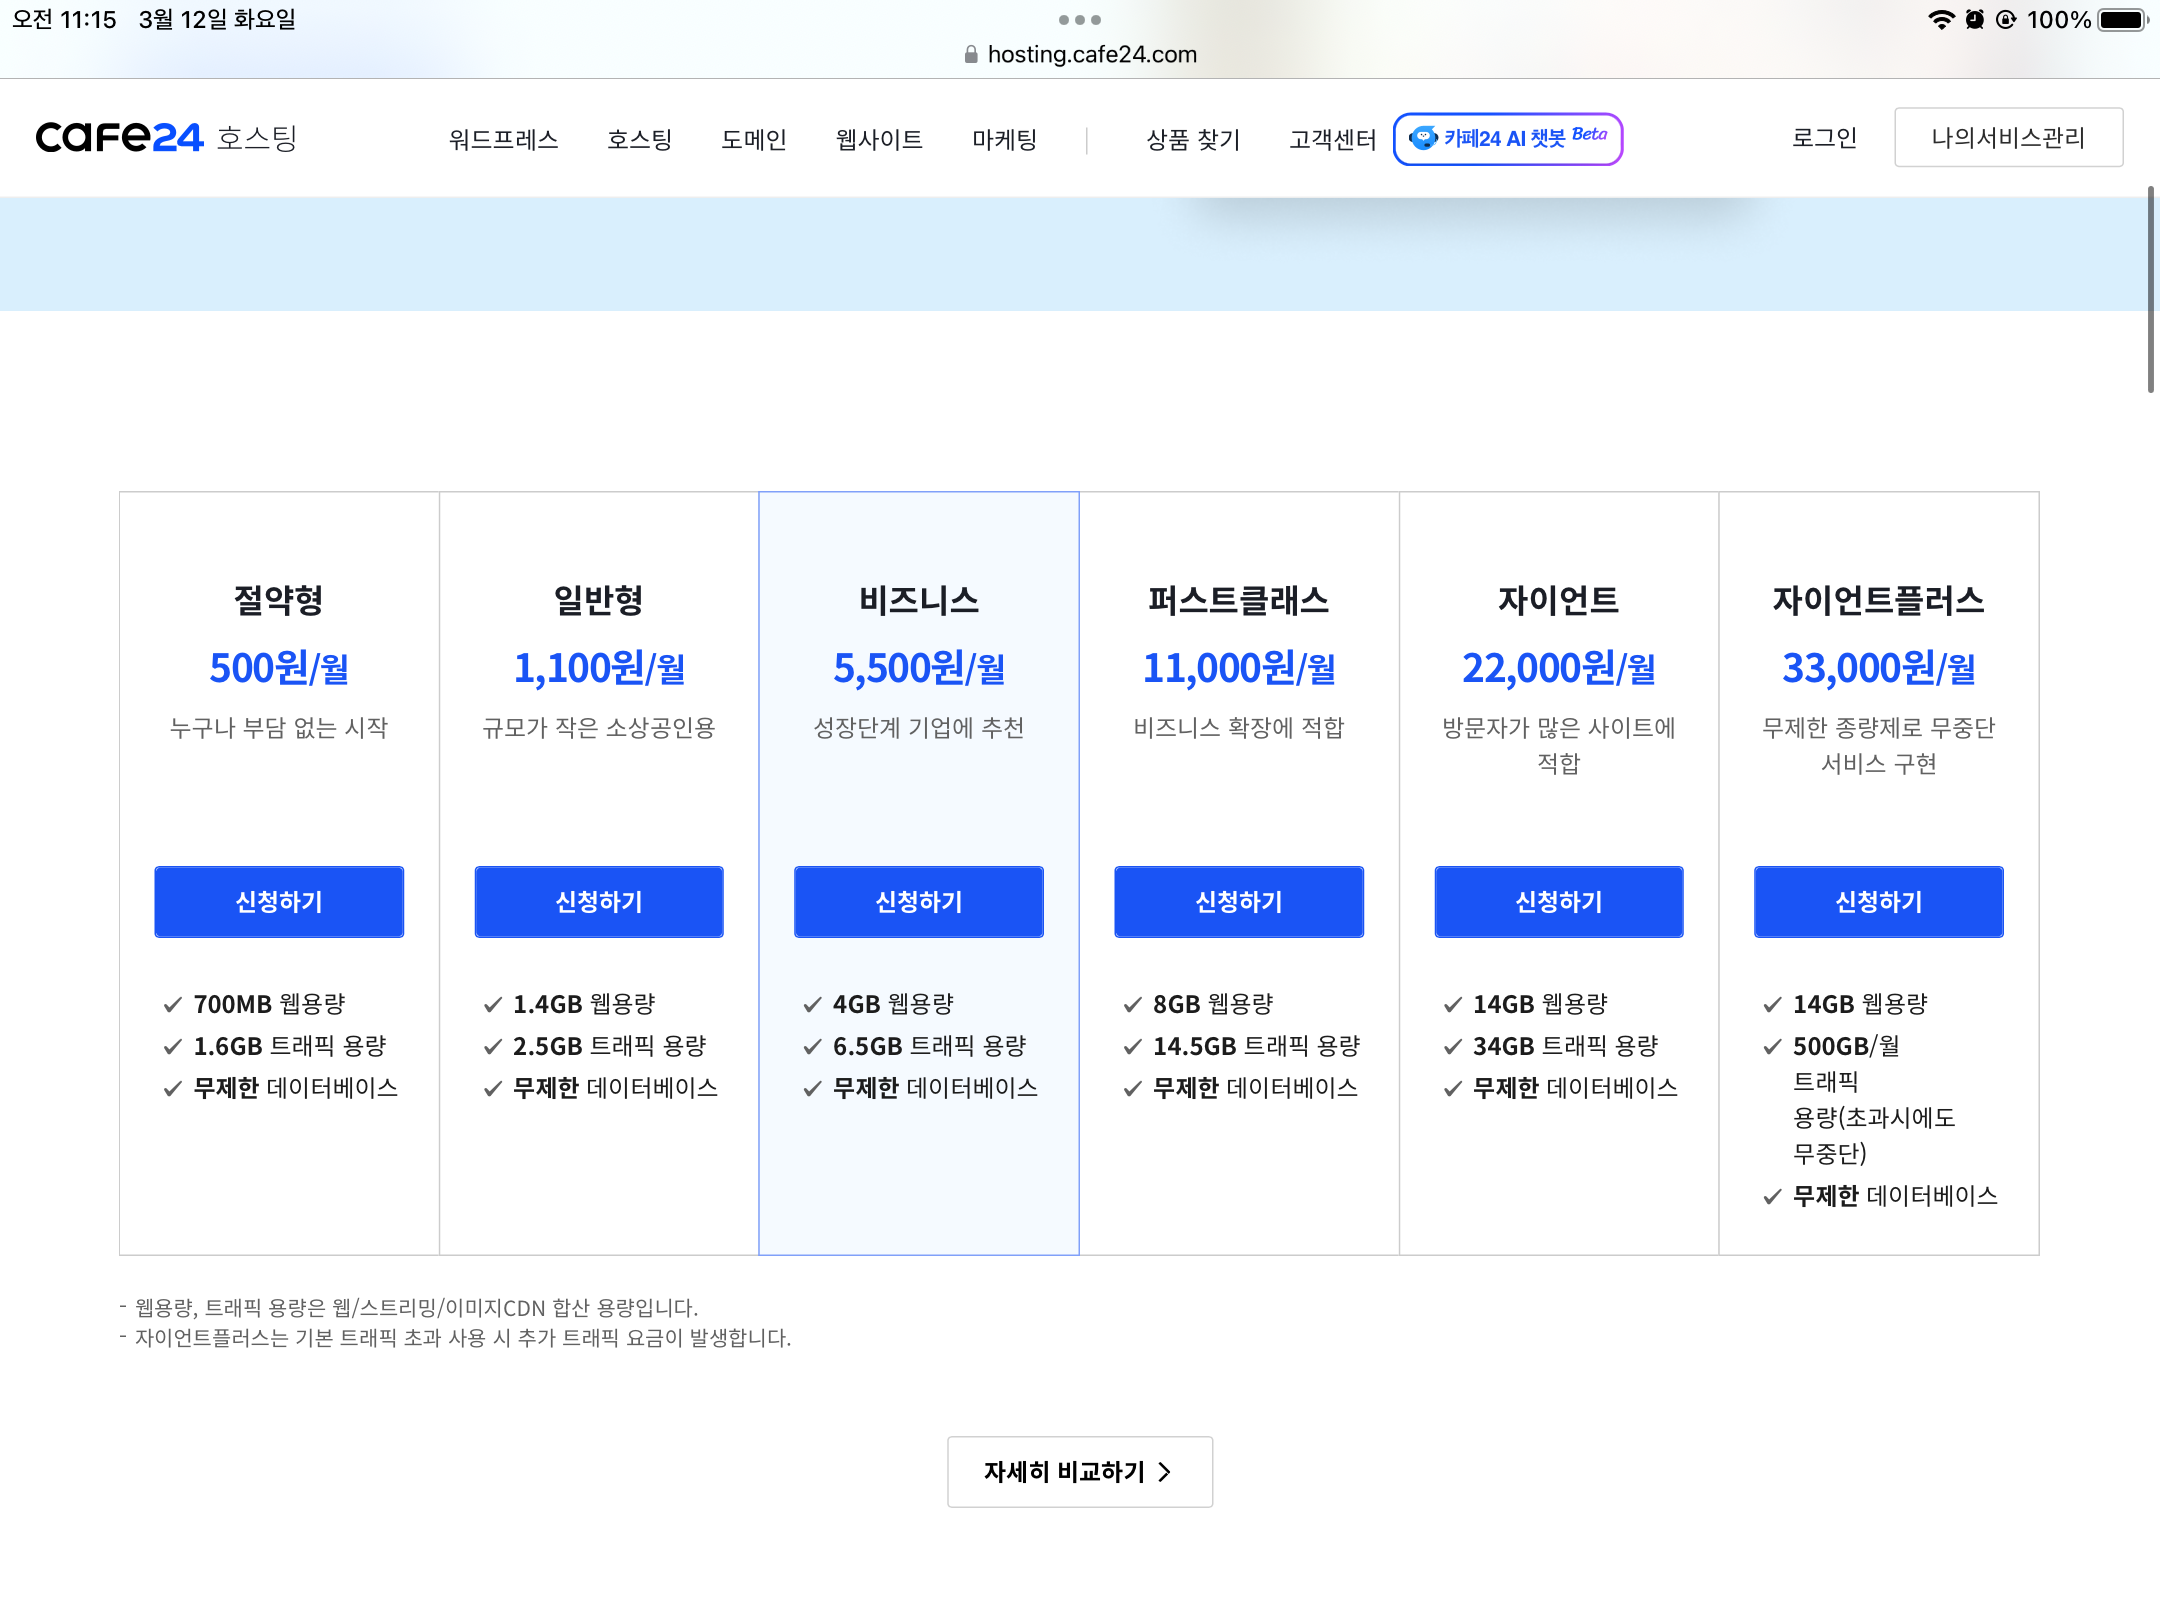 오전 11:15 3월 12일 화요일
100%
hosting.cafe24.com
cafe24 호스팅
워드프레스 호스팅 도메인 웹사이트 마케팅 상품 찾기 고객센터 카페24 AI 챗봇 Beta 로그인 나의서비스관리
절약형
500원/월
누구나 부담 없는 시작
신청하기
700MB 웹용량
1.6GB 트래픽 용량
무제한 데이터베이스
일반형
1,100원/월
규모가 작은 소상공인용
신청하기
1.4GB 웹용량
2.5GB 트래픽 용량
무제한 데이터베이스
비즈니스
5,500원/월
성장단계 기업에 추천
신청하기
4GB 웹용량
6.5GB 트래픽 용량
무제한 데이터베이스
퍼스트클래스
11,000원/월
비즈니스 확장에 적합
신청하기
8GB 웹용량
14.5GB 트래픽 용량
무제한 데이터베이스
자이언트
22,000원/월
방문자가 많은 사이트에
적합
신청하기
14GB 웹용량
34GB 트래픽 용량
무제한 데이터베이스
자이언트플러스
33,000원/월
무제한 종량제로 무중단
서비스 구현
신청하기
14GB 웹용량
500GB/월
트래픽
용량(초과시에도
무중단)
무제한 데이터베이스
- 웹용량, 트래픽 용량은 웹/스트리밍/이미지CDN 합산 용량입니다.
- 자이언트플러스는 기본 트래픽 초과 사용 시 추가 트래픽 요금이 발생합니다.
자세히 비교하기 >